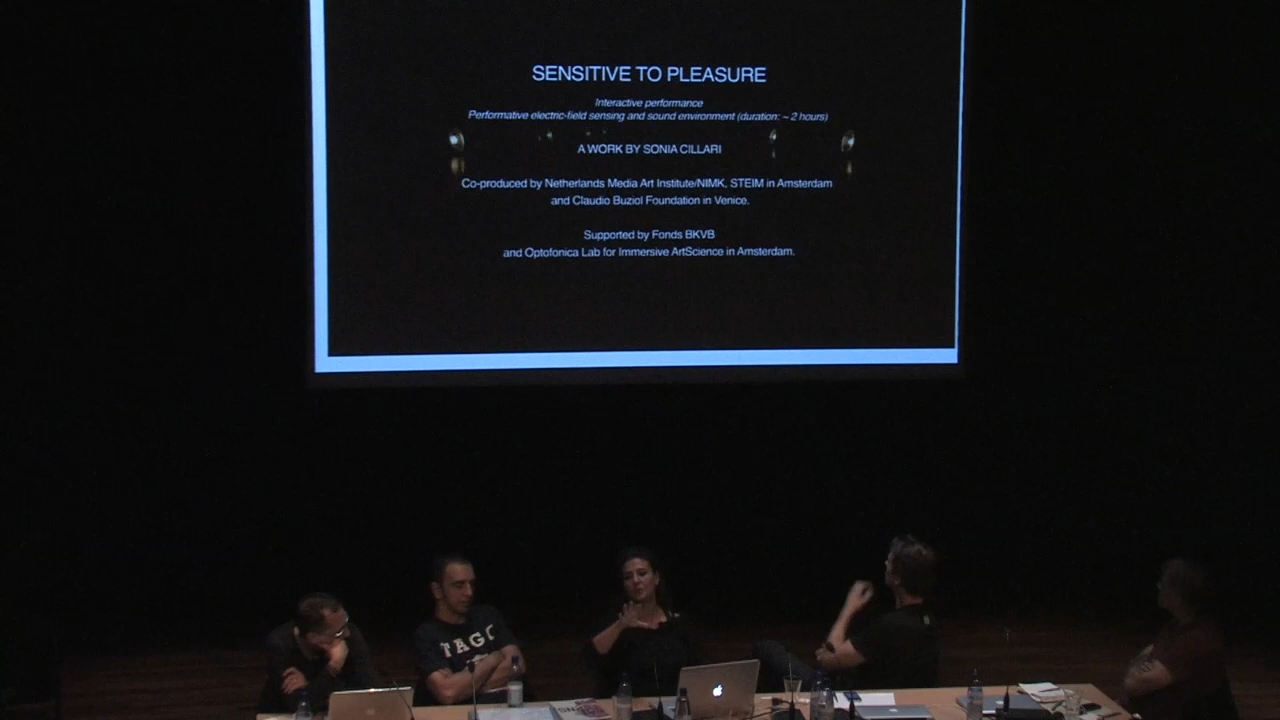 SENSITIVE TO PLEASURE
Interactive performance
Performative electric-field sensing and sound environment (duration: ~ 2 hours)
A WORK BY SONIA CILLARI
Co-produced by Netherlands Media Art Institute/NIMK, STEIM in Amsterdam
and Claudio Buziol Foundation in Venice.
Supported by Fonds BKVB
and Optofonica Lab for Immersive ArtScience in Amsterdam.